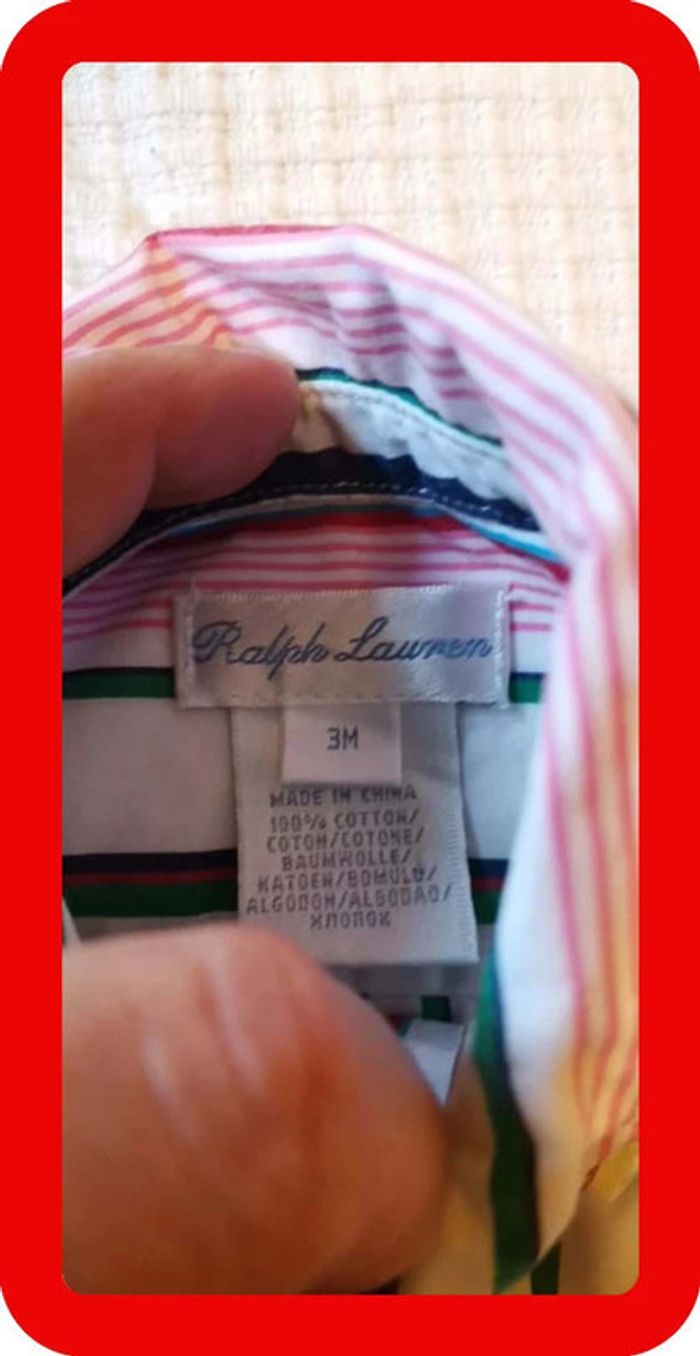 Ralph Lauren
3M
MADE IN CHINA
100% COTTON/
COTON/COTONE/
BAUMWOLLE/
KATOEN/BOMULD/
ALGODON/ALGODAO/
ХЛОПОК